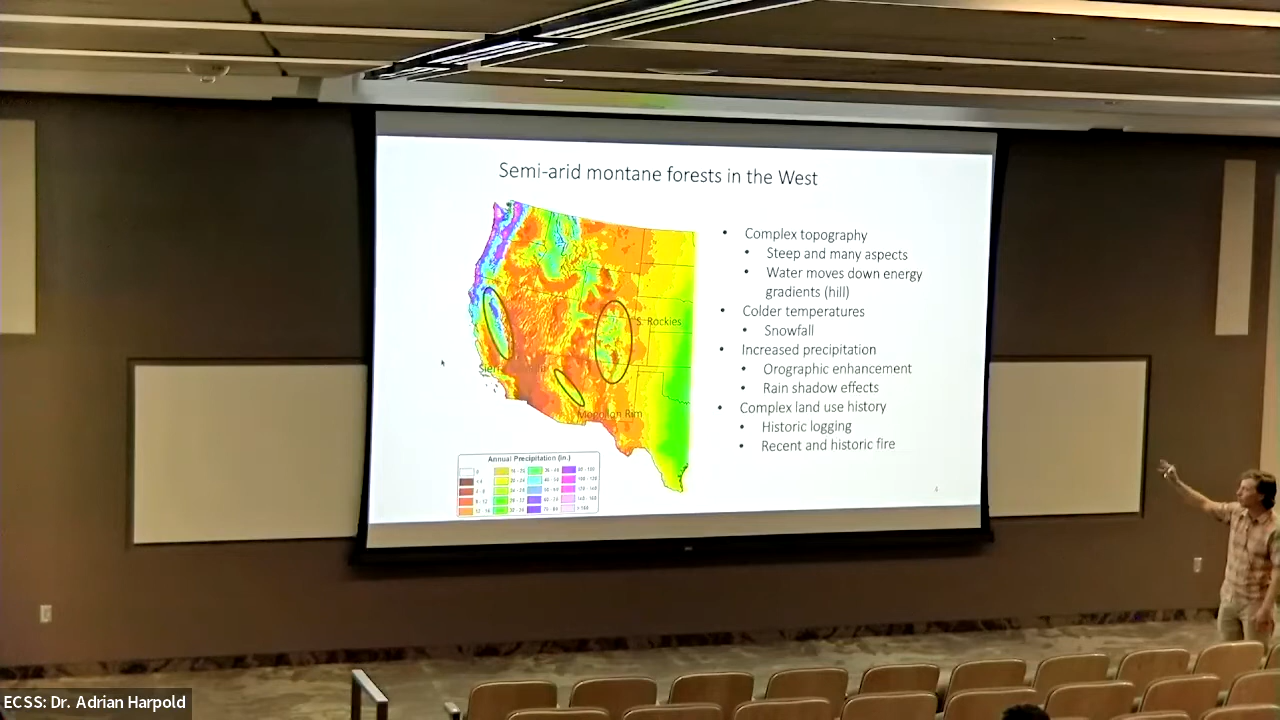 Semi-arid montane forests in the West
• Complex topography
• Steep and many aspects
• Water moves down energy
gradients (hill)
• Colder temperatures
• Snowfall
• Increased precipitation
• Orographic enhancement
• Rain shadow effects
• Complex land use history
• Historic logging
• Recent and historic fire
S. Rockies
Mogollon Rim
Annual Precipitation (in.)
4
ECSS: Dr. Adrian Harpold